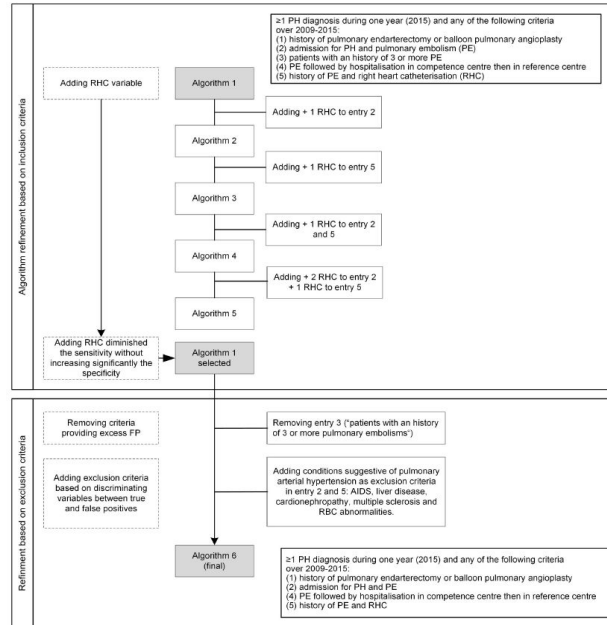 ≥1 PH diagnosis during one year (2015) and any of the following criteria
over 2009-2015:
(1) history of pulmonary endarterectomy or balloon pulmonary angioplasty
(2) admission for PH and pulmonary embolism (PE)
(3) patients with an history of 3 or more PE
(4) PE followed by hospitalisation in competence centre then in reference centre
(5) history of PE and right heart catheterisation (RHC)
Algorithm refinement based on inclusion criteria
Adding RHC variable
Algorithm 1
Adding + 1 RHC to entry 2
Algorithm 2
Adding + 1 RHC to entry 5
Algorithm 3
Adding + 1 RHC to entry 2
and 5
Algorithm 4
Adding + 2 RHC to entry 2
+ 1 RHC to entry 5
Algorithm 5
Adding RHC diminished
the sensitivity without
increasing significantly the
specificity
Algorithm 1
selected
Refinment based on exclusion criteria
Removing criteria
providing excess FP
Removing entry 3 ("patients with an history
of 3 or more pulmonary embolisms")
Adding exclusion criteria
based on discriminating
variables between true
and false positives
Adding conditions suggestive of pulmonary
arterial hypertension as exclusion criteria
in entry 2 and 5: AIDS, liver disease,
cardionephropathy, multiple sclerosis and
RBC abnormalities.
Algorithm 6
(final)
≥1 PH diagnosis during one year (2015) and any of the following criteria
over 2009-2015:
(1) history of pulmonary endarterectomy or balloon pulmonary angioplasty
(2) admission for PH and PE
(4) PE followed by hospitalisation in competence centre then in reference centre
(5) history of PE and RHC